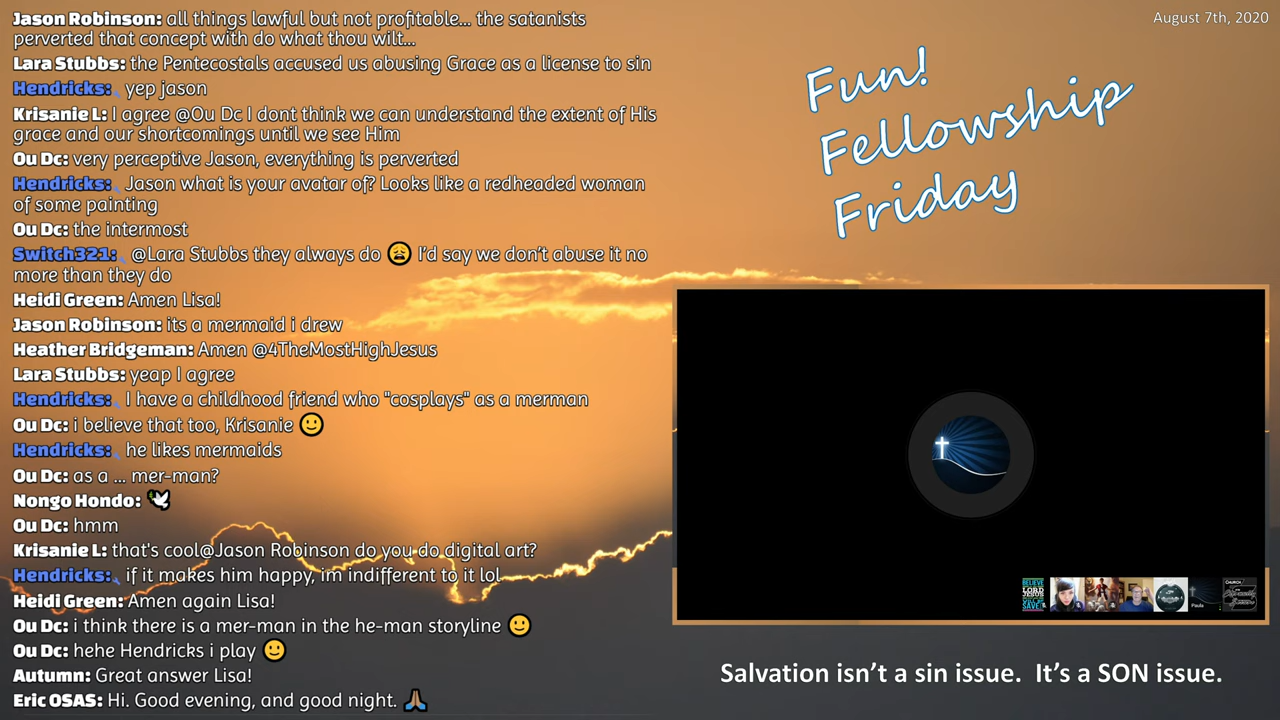 Jason Robinson: all things lawful but not profitable... the satanists
perverted that concept with do what thou wilt...
Lara Stubbs: the Pentecostals accused us abusing Grace as a license to sin
Hendricks: yep jason
Krisanie L: I agree @Ou Dc I dont think we can understand the extent of His
grace and our shortcomings until we see Him
Ou Dc: very perceptive Jason, everything is perverted
Hendricks: Jason what is your avatar of? Looks like a redheaded woman
of some painting
Ou Dc: the intermost
Switch321: @Lara Stubbs they always do 😩 I'd say we don't abuse it no
more than they do
Heidi Green: Amen Lisa!
Jason Robinson: its a mermaid i drew
Heather Bridgeman: Amen @4TheMostHighJesus
Lara Stubbs: yeap I agree
Hendricks: I have a childhood friend who "cosplays" as a merman
Ou Dc: i believe that too, Krisanie 🙂
Hendricks: he likes mermaids
Ou Dc: as a ... mer-man?
Nongo Hondo: 🕊
Ou Dc: hmm
Krisanie L: that's cool@Jason Robinson do you do digital art?
Hendricks: if it makes him happy, im indifferent to it lol
Heidi Green: Amen again Lisa!
Ou Dc: i think there is a mer-man in the he-man storyline 🙂
Ou Dc: hehe Hendricks i play 🙂
Autumn: Great answer Lisa!
Eric OSAS: Hi. Good evening, and good night. 🙏🏽
August 7th, 2020
Fun!
Fellowship
Friday
BELIEVE
LORD
JESUS
SAVE
Paula
CHURCH
Salvation isn't a sin issue. It's a SON issue.